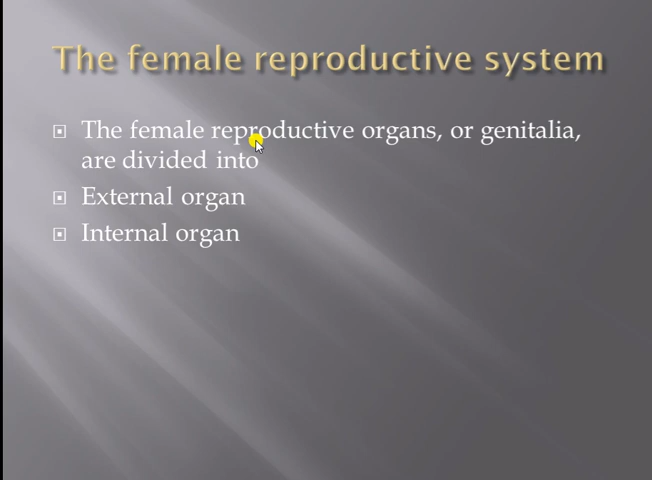 The female reproductive system
The female reproductive organs, or genitalia,
are divided into
External organ
Internal organ